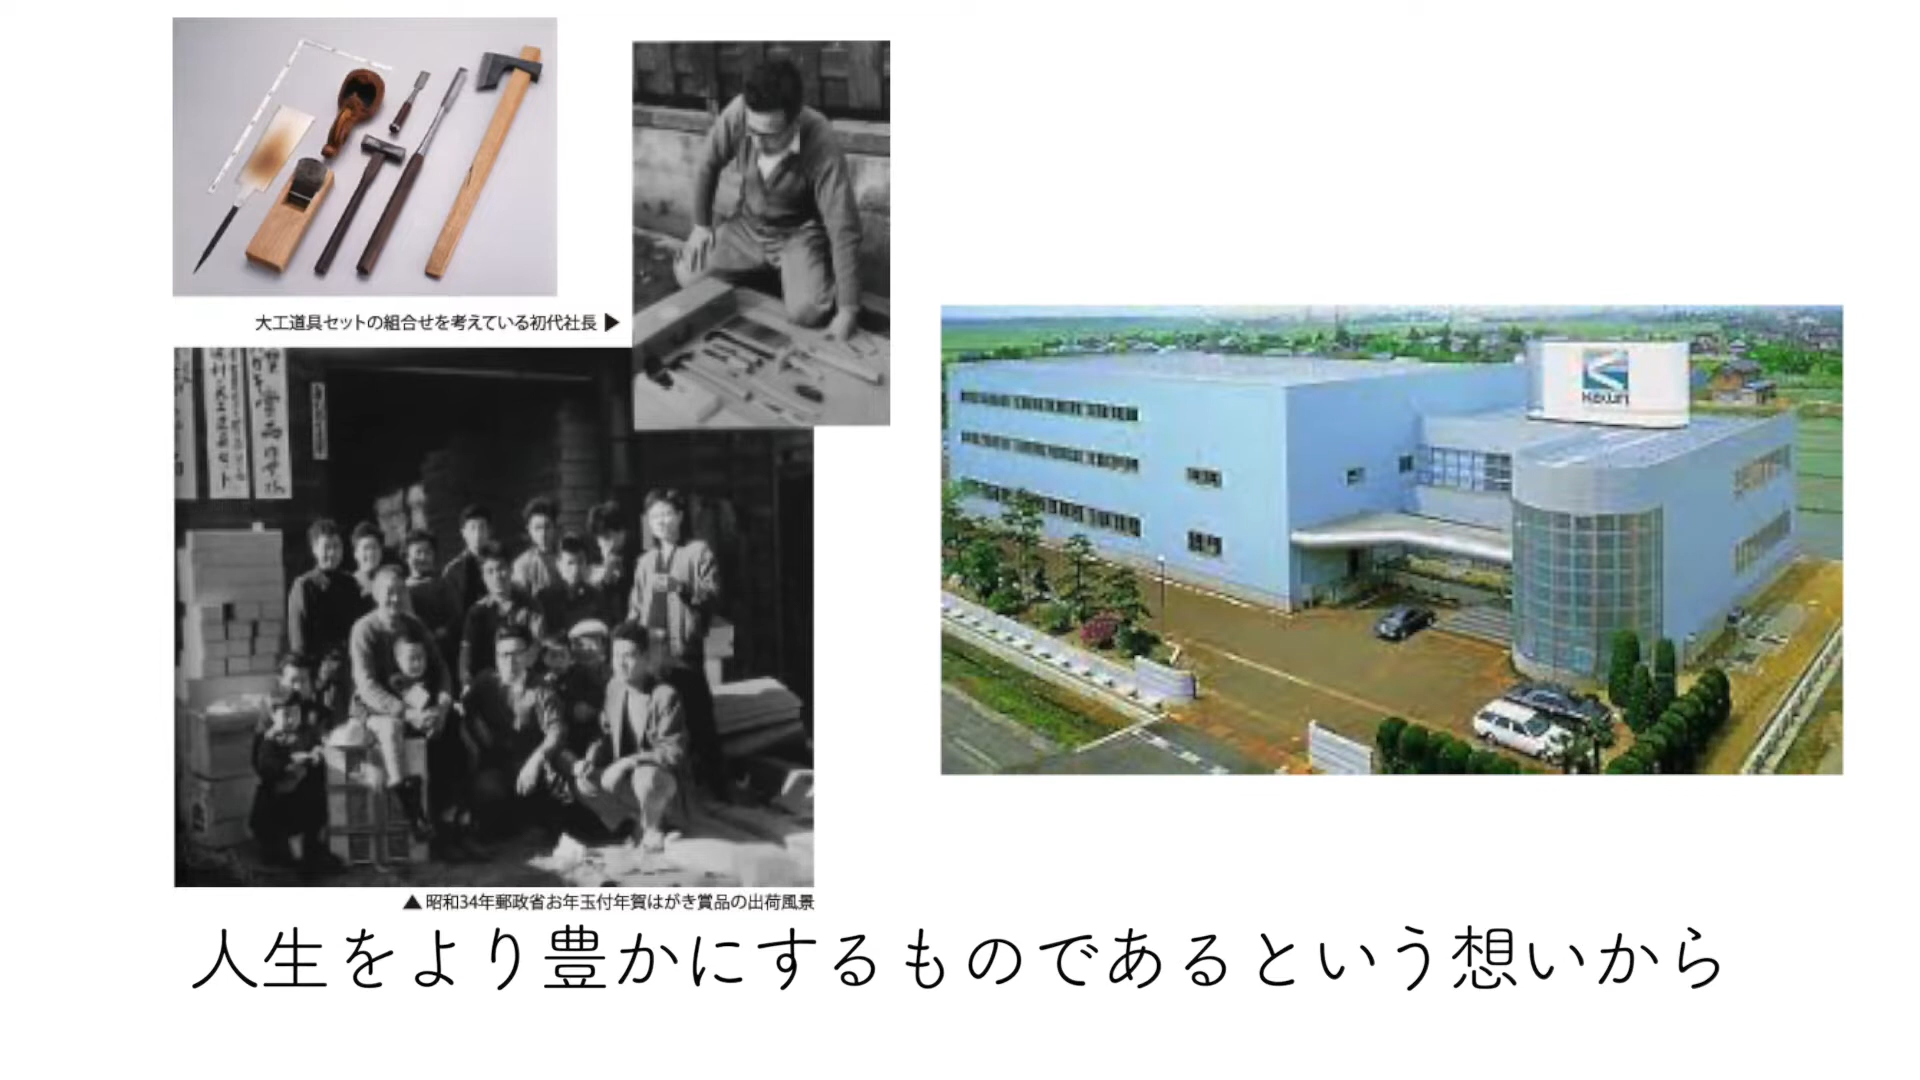 大工道具セットの組合せを考えている初代社長 ▶
▲ 昭和34年郵政省お年玉付年賀はがき賞品の出荷風景
人生をより豊かにするものであるという想いから